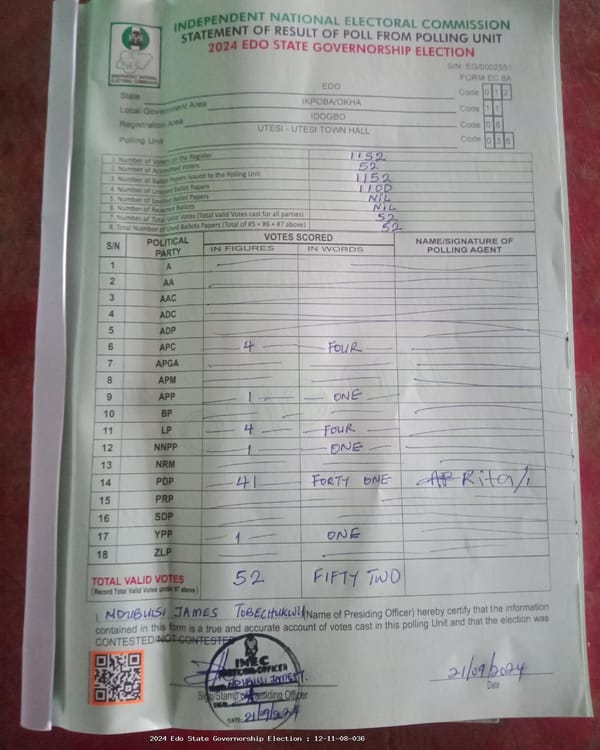 INDEPENDENT NATIONAL ELECTORAL COMMISSION
STATEMENT OF RESULT OF POLL FROM POLLING UNIT
2024 EDO STATE GOVERNORSHIP ELECTION
S/N: EG/0002551
FORM EC 8A
State EDO Code 0 1 2
Local Government Area IKPOBA/OKHA Code 1 1
Registration Area IDOGBO Code 0 8
Polling Unit UTESI - UTESI TOWN HALL Code 0 3 6
1. Number of Voters on the Register 1152
2. Number of Accredited Voters 52
3. Number of Ballot Papers Issued to the Polling Unit 1152
4. Number of Unused Ballot Papers 1100
5. Number of Spoiled Ballot Papers NIL
6. Number of Rejected Ballots NIL
7. Number of Total Valid Votes (Total Valid Votes cast for all parties) 52
8. Total Number of Used Ballots Papers (Total of #5 + #6 + #7 above) 52
S/N POLITICAL PARTY VOTES SCORED NAME/SIGNATURE OF POLLING AGENT
IN FIGURES IN WORDS
1 A
2 AA
3 AAC
4 ADC
5 ADP
6 APC 4 FOUR
7 APGA
8 APM
9 APP 1 ONE
10 BP
11 LP 4 FOUR
12 NNPP 1 ONE
13 NRM
14 PDP 41 FORTY ONE Rita
15 PRP
16 SDP
17 YPP 1 ONE
18 ZLP
TOTAL VALID VOTES 52 FIFTY TWO
(Record Total Valid Votes under #7 above)
I, NDUBUISI JAMES TOBECHUKWU (Name of Presiding Officer) hereby certify that the information
contained in this form is a true and accurate account of votes cast in this polling Unit and that the election was
CONTESTED/NOT CONTESTED
INEC
NDUBUISI JAMES T.
Sign/Stamp of Presiding Officer
DATE: 21/09/2024
21/09/2024
Date
2024 Edo State Governorship Election : 12-11-08-036